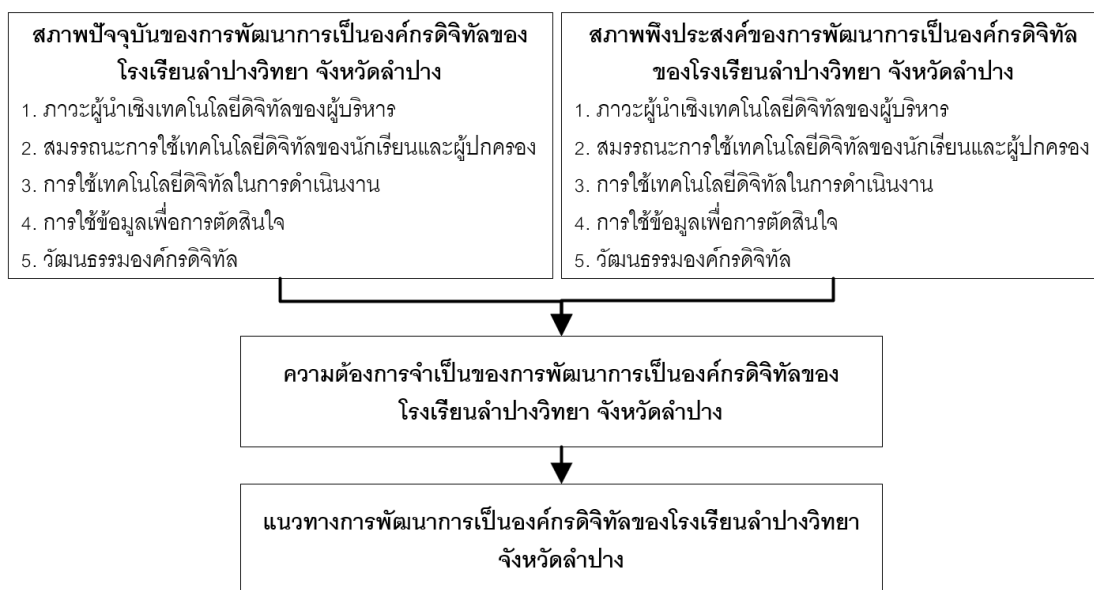 สภาพปัจจุบันของการพัฒนาการเป็นองค์กรดิจิทัลของ
โรงเรียนลำปางวิทยา จังหวัดลำปาง
1. ภาวะผู้นำเชิงเทคโนโลยีดิจิทัลของผู้บริหาร
2. สมรรถนะการใช้เทคโนโลยีดิจิทัลของนักเรียนและผู้ปกครอง
3. การใช้เทคโนโลยีดิจิทัลในการดำเนินงาน
4. การใช้ข้อมูลเพื่อการตัดสินใจ
5. วัฒนธรรมองค์กรดิจิทัล
สภาพพึงประสงค์ของการพัฒนาการเป็นองค์กรดิจิทัล
ของโรงเรียนลำปางวิทยา จังหวัดลำปาง
1. ภาวะผู้นำเชิงเทคโนโลยีดิจิทัลของผู้บริหาร
2. สมรรถนะการใช้เทคโนโลยีดิจิทัลของนักเรียนและผู้ปกครอง
3. การใช้เทคโนโลยีดิจิทัลในการดำเนินงาน
4. การใช้ข้อมูลเพื่อการตัดสินใจ
5. วัฒนธรรมองค์กรดิจิทัล
ความต้องการจำเป็นของการพัฒนาการเป็นองค์กรดิจิทัลของ
โรงเรียนลำปางวิทยา จังหวัดลำปาง
แนวทางการพัฒนาการเป็นองค์กรดิจิทัลของโรงเรียนลำปางวิทยา
จังหวัดลำปาง